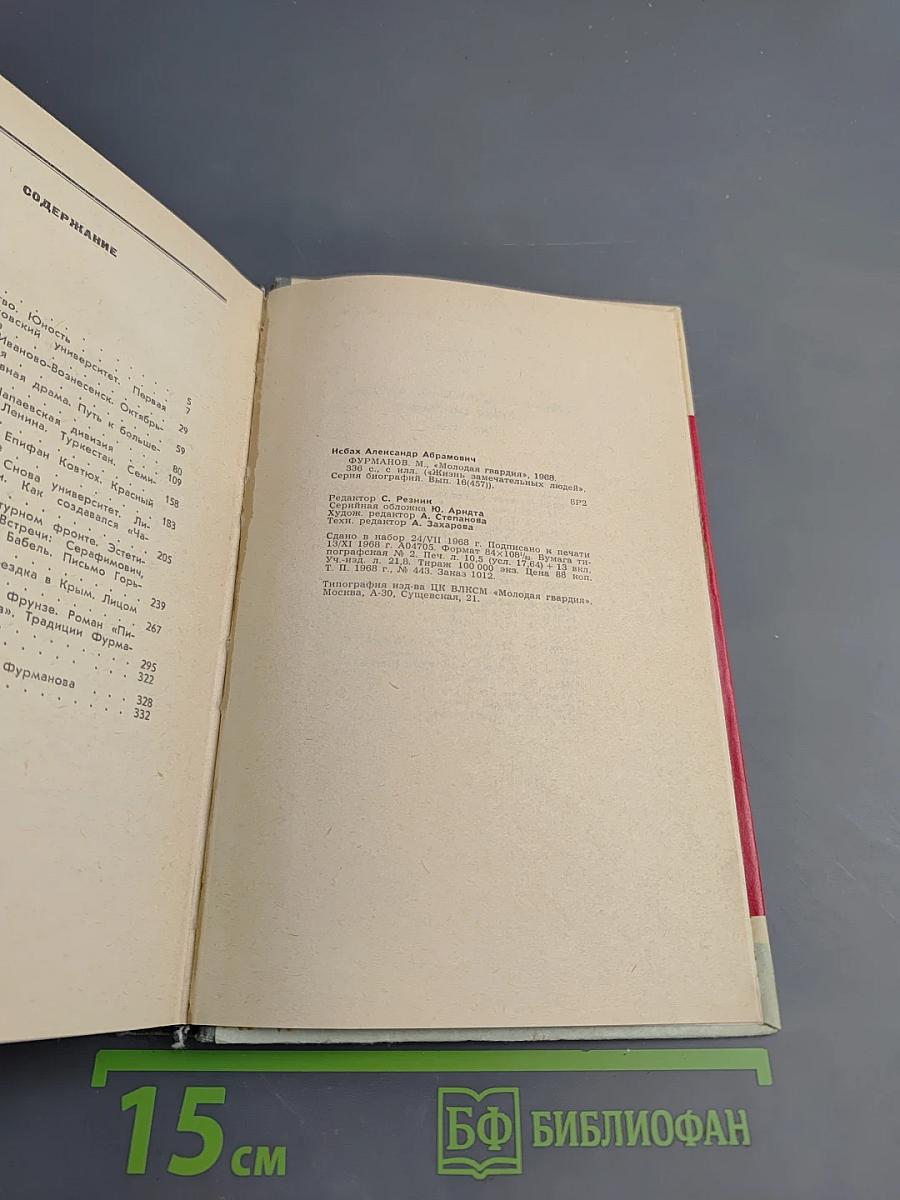 СОДЕРЖАНИЕ
тво. Юность
ковский университет. Первая
5
7
Иваново-Вознесенск. Октябрь-
29
вная драма. Путь к больше-
59
Чапаевская дивизия
80
Ленина. Туркестан. Семи-
109
Епифан Ковтюх. Красный
158
Снова университет. Ли-
183
и. Как создавался «Ча-
турном фронте. Эстети-
205
Встречи: Серафимович,
Бабель. Письмо Горь-
239
ездка в Крым. Лицом
267
Фрунзе. Роман «Пи-
а». Традиции Фурма-
295
322
Фурманова
328
332
Исбах Александр Абрамович
ФУРМАНОВ. М., «Молодая гвардия», 1968.
336 с., с илл. («Жизнь замечательных людей».
Серия биографий. Вып. 16(457)).
8Р2
Редактор С. Резник
Серийная обложка Ю. Арндта
Худож. редактор А. Степанова
Техн. редактор А. Захарова
Сдано в набор 24/VII 1968 г. Подписано к печати
13/XI 1968 г. А04705. Формат 84×108¹/₃₂. Бумага ти-
пографская № 2. Печ. л. 10,5 (усл. 17,64) + 13 вкл.
Уч.-изд. л. 21,8. Тираж 100 000 экз. Цена 88 коп.
Т. П. 1968 г., № 443. Заказ 1012.
Типография изд-ва ЦК ВЛКСМ «Молодая гвардия».
Москва, А-30, Сущевская, 21.
15 см
БФ БИБЛИОФАН